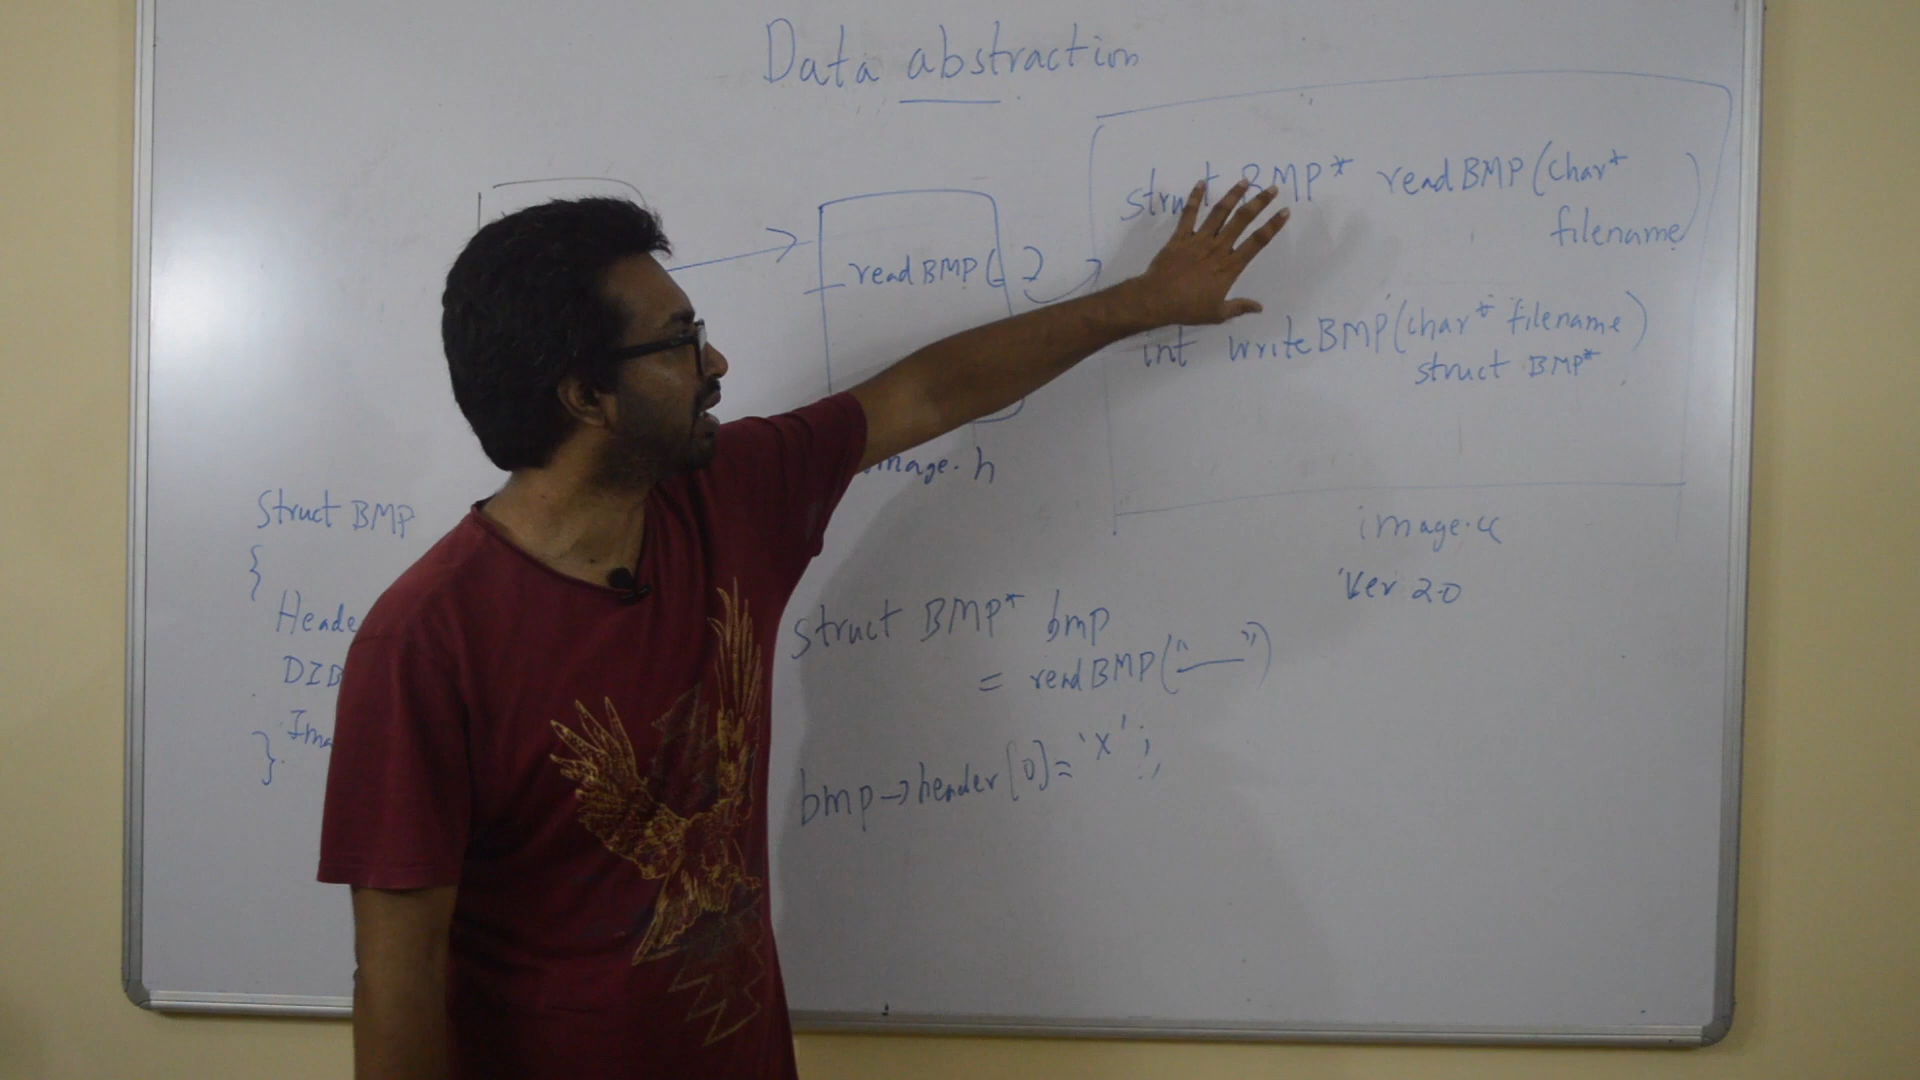 Data abstraction
struct BMP* readBMP(char*
filename)
readBMP(_)
int writeBMP(char* filename)
struct BMP*
image.h
Struct BMP
{
image.c
Ver 2.0
struct BMP* bmp
= readBMP("—")
bmp→header[0]='x';
}